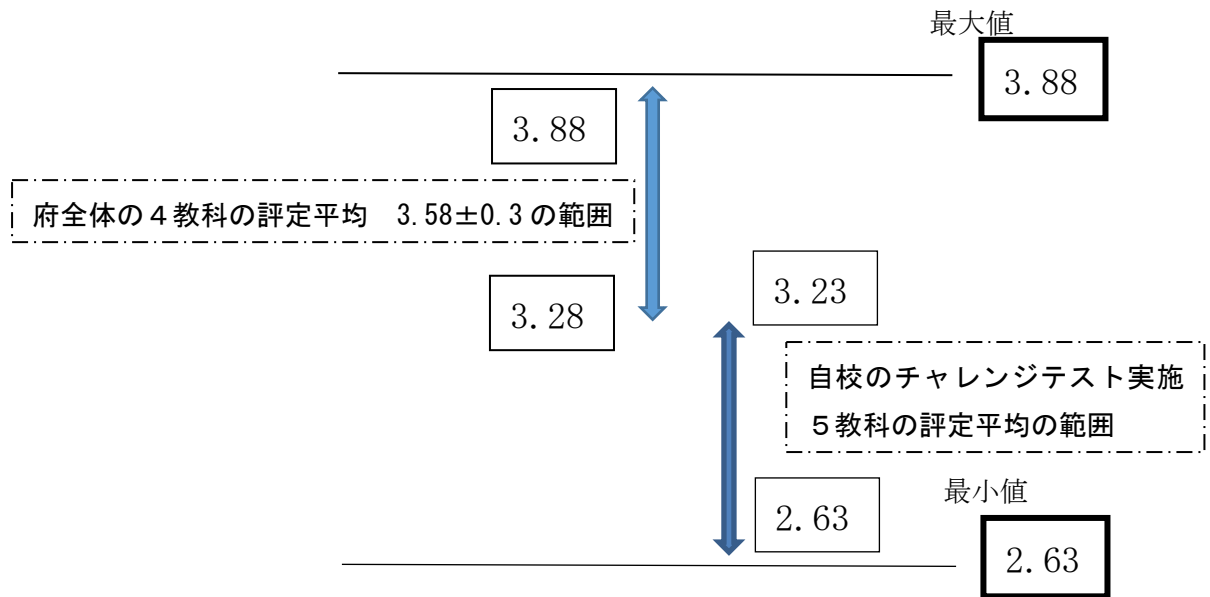 最大値
3.88
3.88
府全体の４教科の評定平均　3.58±0.3の範囲
3.28
3.23
自校のチャレンジテスト実施
５教科の評定平均の範囲
2.63
最小値
2.63